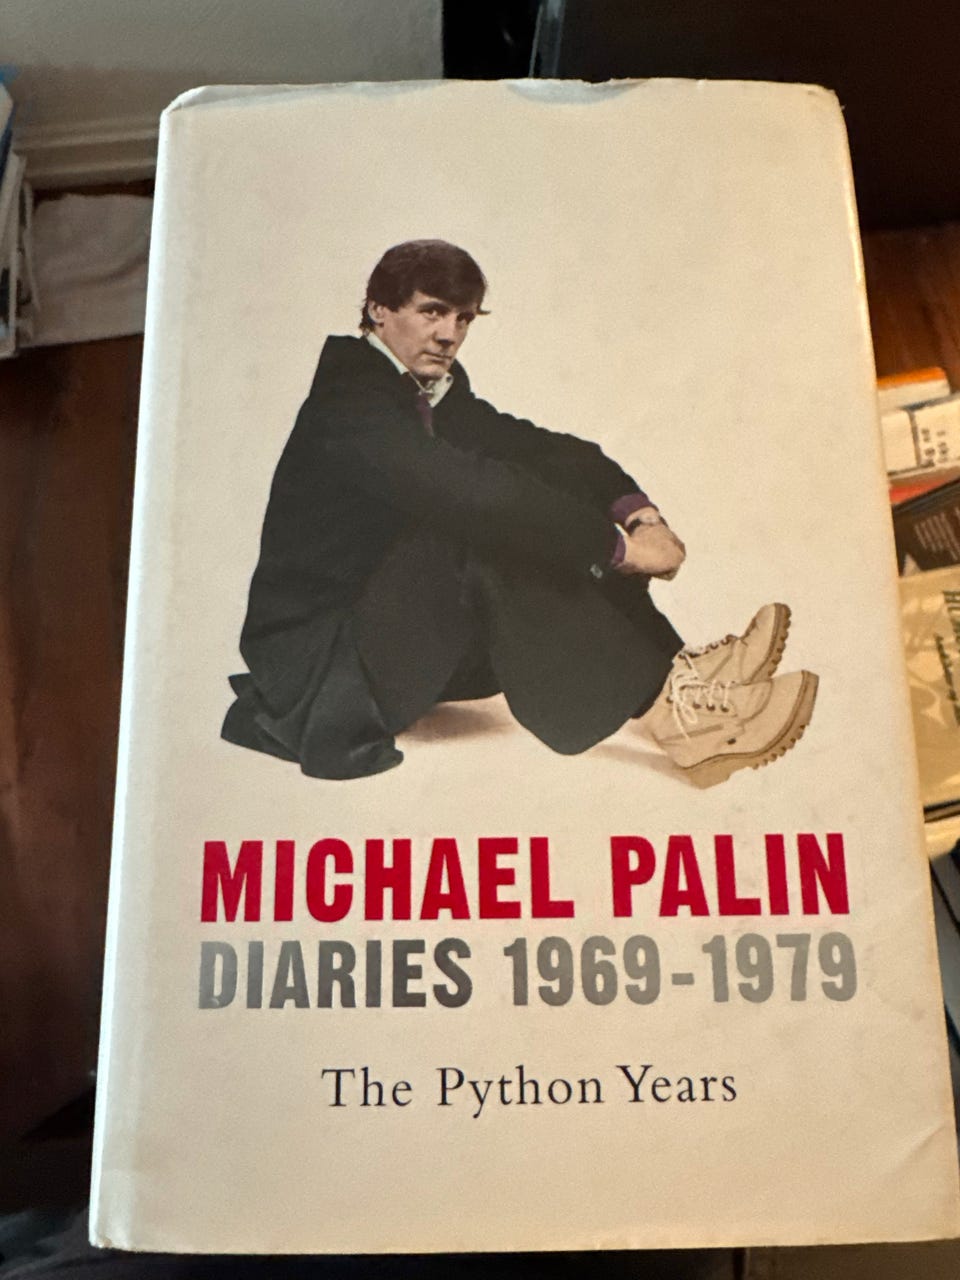 MICHAEL PALIN
DIARIES 1969-1979
The Python Years